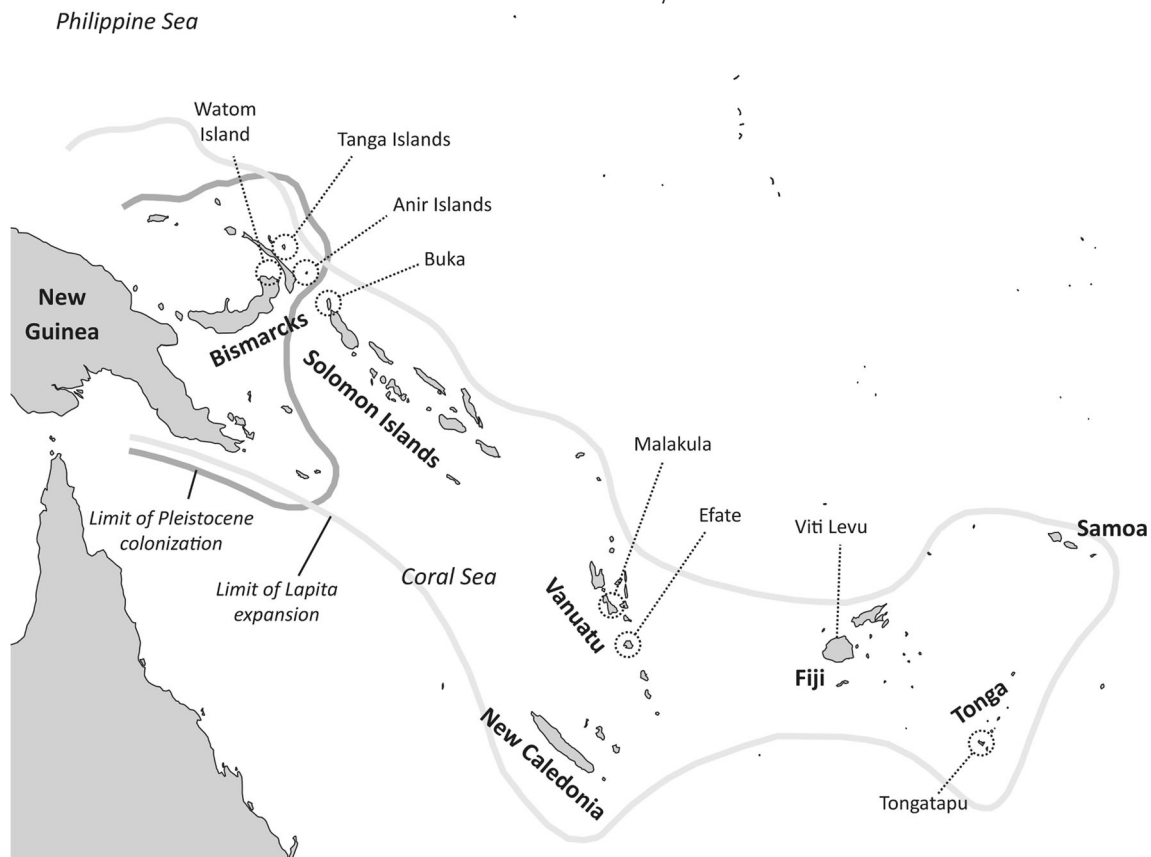 Philippine Sea
Watom
Island
Tanga Islands
Anir Islands
Buka
New
Guinea
Bismarcks
Solomon Islands
Malakula
Limit of Pleistocene
colonization
Efate
Viti Levu
Samoa
Coral Sea
Limit of Lapita
expansion
Vanuatu
Fiji
Tonga
New Caledonia
Tongatapu